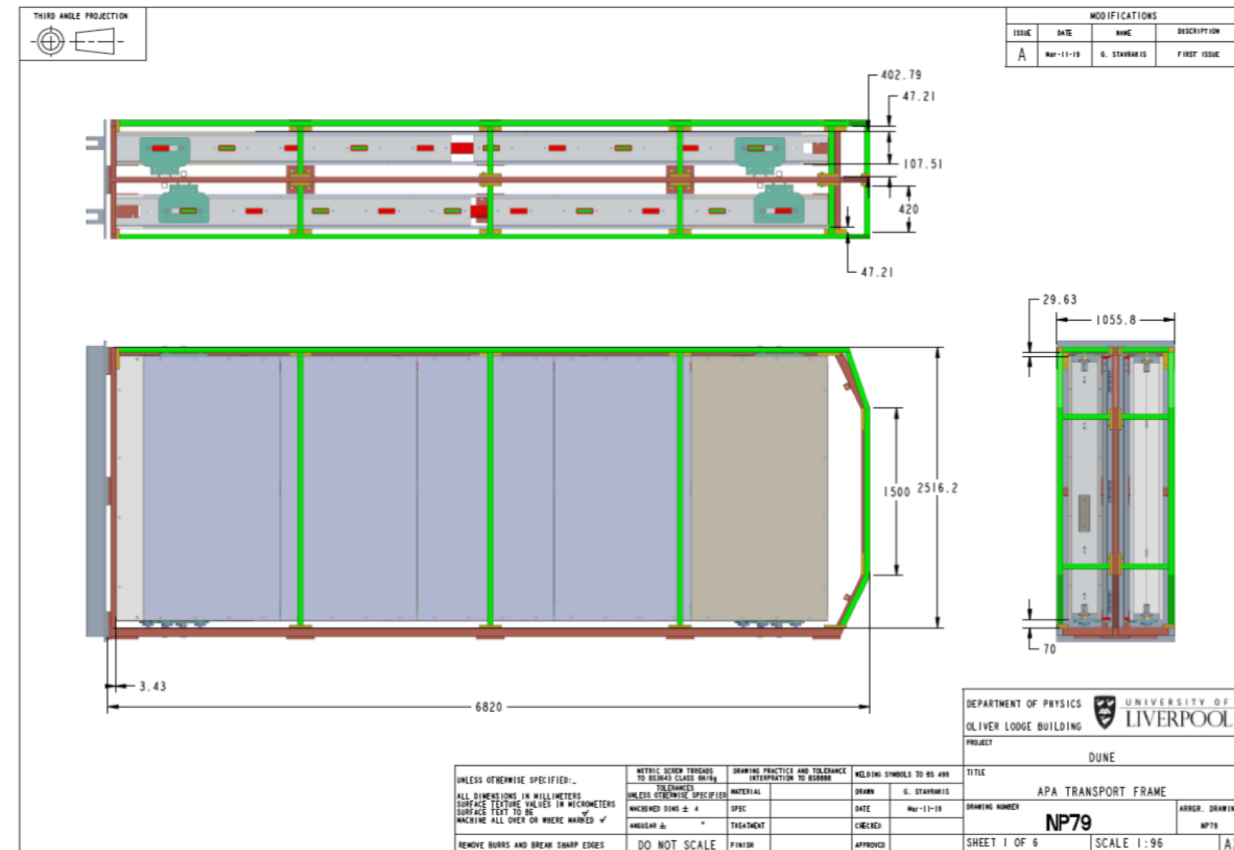 THIRD ANGLE PROJECTION
MODIFICATIONS
ISSUE DATE NAME DESCRIPTION
A Mar-11-19 G. STAVRAKIS FIRST ISSUE
402.79
47.21
107.51
420
47.21
29.63
1055.8
1500 2516.2
70
3.43
6820
DEPARTMENT OF PHYSICS
OLIVER LODGE BUILDING
UNIVERSITY OF
LIVERPOOL
PROJECT
DUNE
TITLE
APA TRANSPORT FRAME
DRAWING NUMBER
NP79
ARRGR. DRAWIN
NP79
SHEET 1 OF 6 SCALE 1:96
UNLESS OTHERWISE SPECIFIED:_
ALL DIMENSIONS IN MILLIMETERS
SURFACE TEXTURE VALUES IN MICROMETERS
SURFACE TEXT TO BE √
MACHINE ALL OVER OR WHERE MARKED √
REMOVE BURRS AND BREAK SHARP EDGES
METRIC SCREW THREADS
TO BS3643 CLASS 6H/6g
TOLERANCES
UNLESS OTHERWISE SPECIFIED
MACHINED DIMS ± 4
ANGULAR ± °
DO NOT SCALE
DRAWING PRACTICE AND TOLERANCE
INTERPRATION TO BS8888
MATERIAL
SPEC
TREATMENT
FINISH
WELDING SYMBOLS TO BS 499
DRAWN G. STAVRAKIS
DATE Mar-11-19
CHECKED
APPROVED